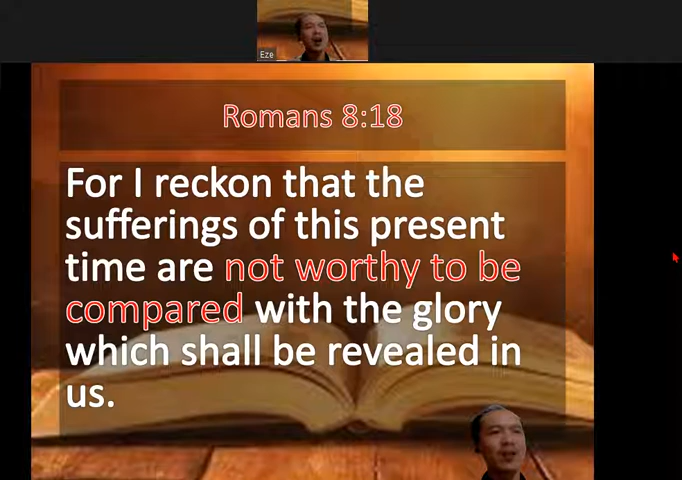 Eze
Romans 8:18
For I reckon that the
sufferings of this present
time are not worthy to be
compared with the glory
which shall be revealed in
us.